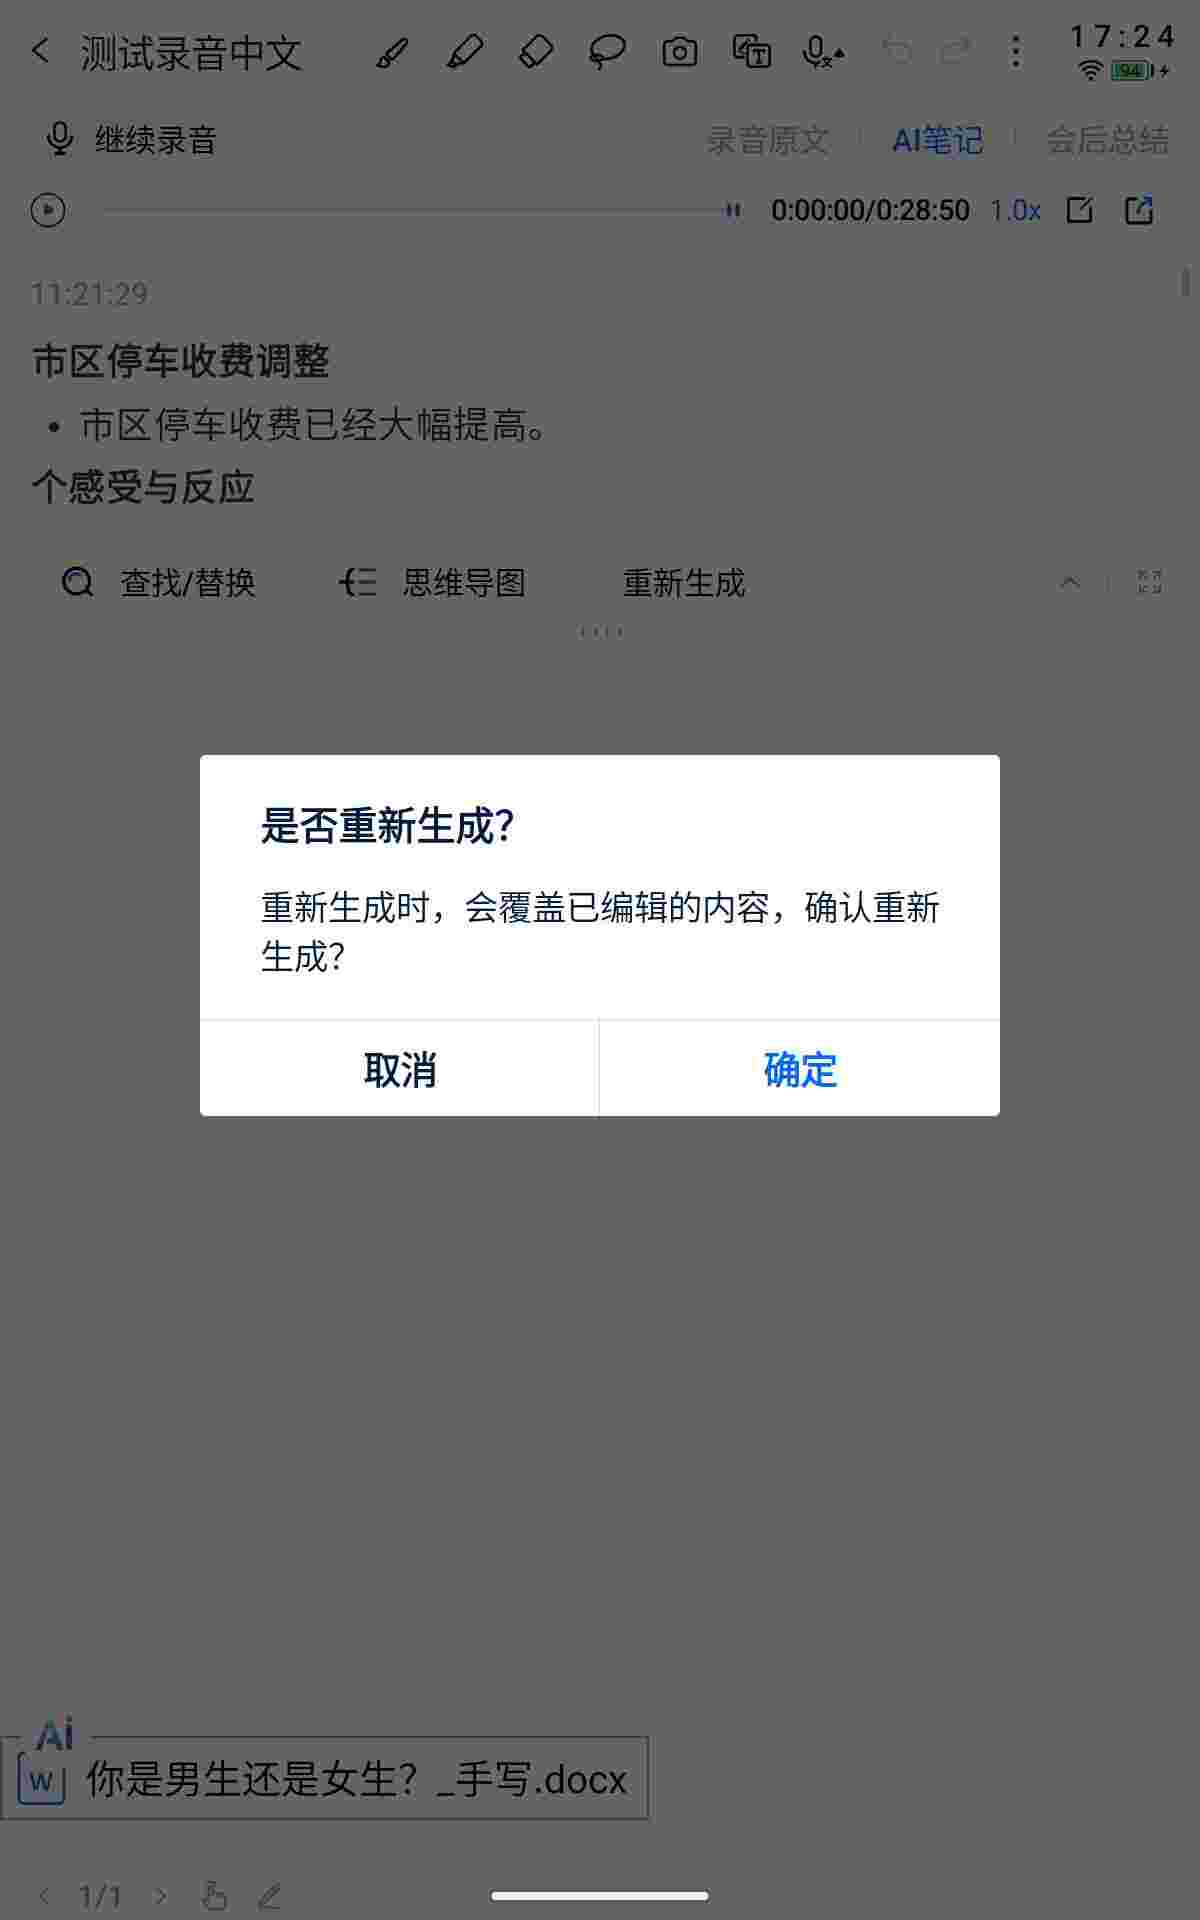 测试录音中文
17:24
94
继续录音
录音原文
AI笔记
会后总结
0:00:00/0:28:50 1.0x
11:21:29
市区停车收费调整
• 市区停车收费已经大幅提高。
个感受与反应
查找/替换
思维导图
重新生成
是否重新生成?
重新生成时，会覆盖已编辑的内容，确认重新
生成?
取消
确定
Ai
W 你是男生还是女生？_手写.docx
1/1